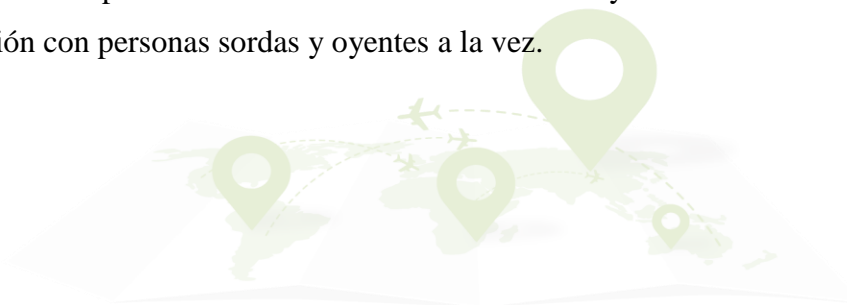 ión con personas sordas y oyentes a la vez.